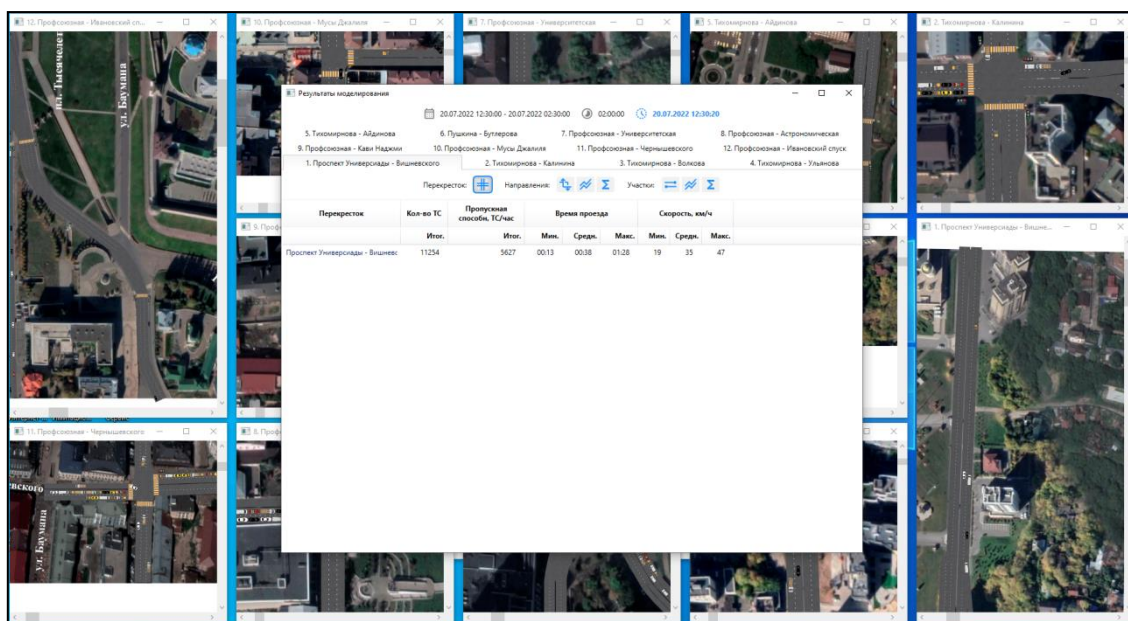 12. Профсоюзная - Ивановский сп...
10. Профсоюзная - Мусы Джалиля
7. Профсоюзная - Университетская
5. Тихомирнова - Айдинова
2. Тихомирнова - Калинина
пл. Тысячелет
ул. Баумана
Результаты моделирования
20.07.2022 12:30:00 - 20.07.2022 02:30:00 02:00:00 20.07.2022 12:30:20
5. Тихомирнова - Айдинова 6. Пушкина - Бутлерова 7. Профсоюзная - Университетская 8. Профсоюзная - Астрономическая
9. Профсоюзная - Кави Наджми 10. Профсоюзная - Мусы Джалиля 11. Профсоюзная - Чернышевского 12. Профсоюзная - Ивановский спуск
1. Проспект Универсиады - Вишневского 2. Тихомирнова - Калинина 3. Тихомирнова - Волкова 4. Тихомирнова - Ульянова
Перекресток: Направления: Участки:
Перекресток Кол-во ТС Пропускная способн. ТС/час Время проезда Скорость, км/ч
Итог. Итог. Мин. Средн. Макс. Мин. Средн. Макс.
Проспект Универсиады - Вишневс 11254 5627 00:13 00:38 01:28 19 35 47
9. Проф
1. Проспект Универсиады - Вишне...
11. Профсоюзная - Чернышевского
8. Проф
вского
ул. Баумана